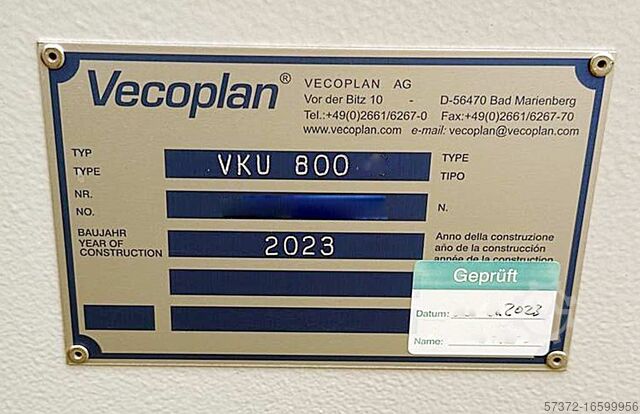 Vecoplan®
VECOPLAN AG
Vor der Bitz 10 - D-56470 Bad Marienberg
Tel.:+49(0)2661/6267-0 Fax:+49(0)2661/6267-70
www.vecoplan.com e-mail: vecoplan@vecoplan.com
TYP
TYPE
VKU 800
TYPE
TIPO
NR.
NO.
N.
BAUJAHR
YEAR OF
CONSTRUCTION
2023
Anno della construzione
año de la construcción
année de la construction
Geprüft
Datum: 2023
Name:
57372-16599956